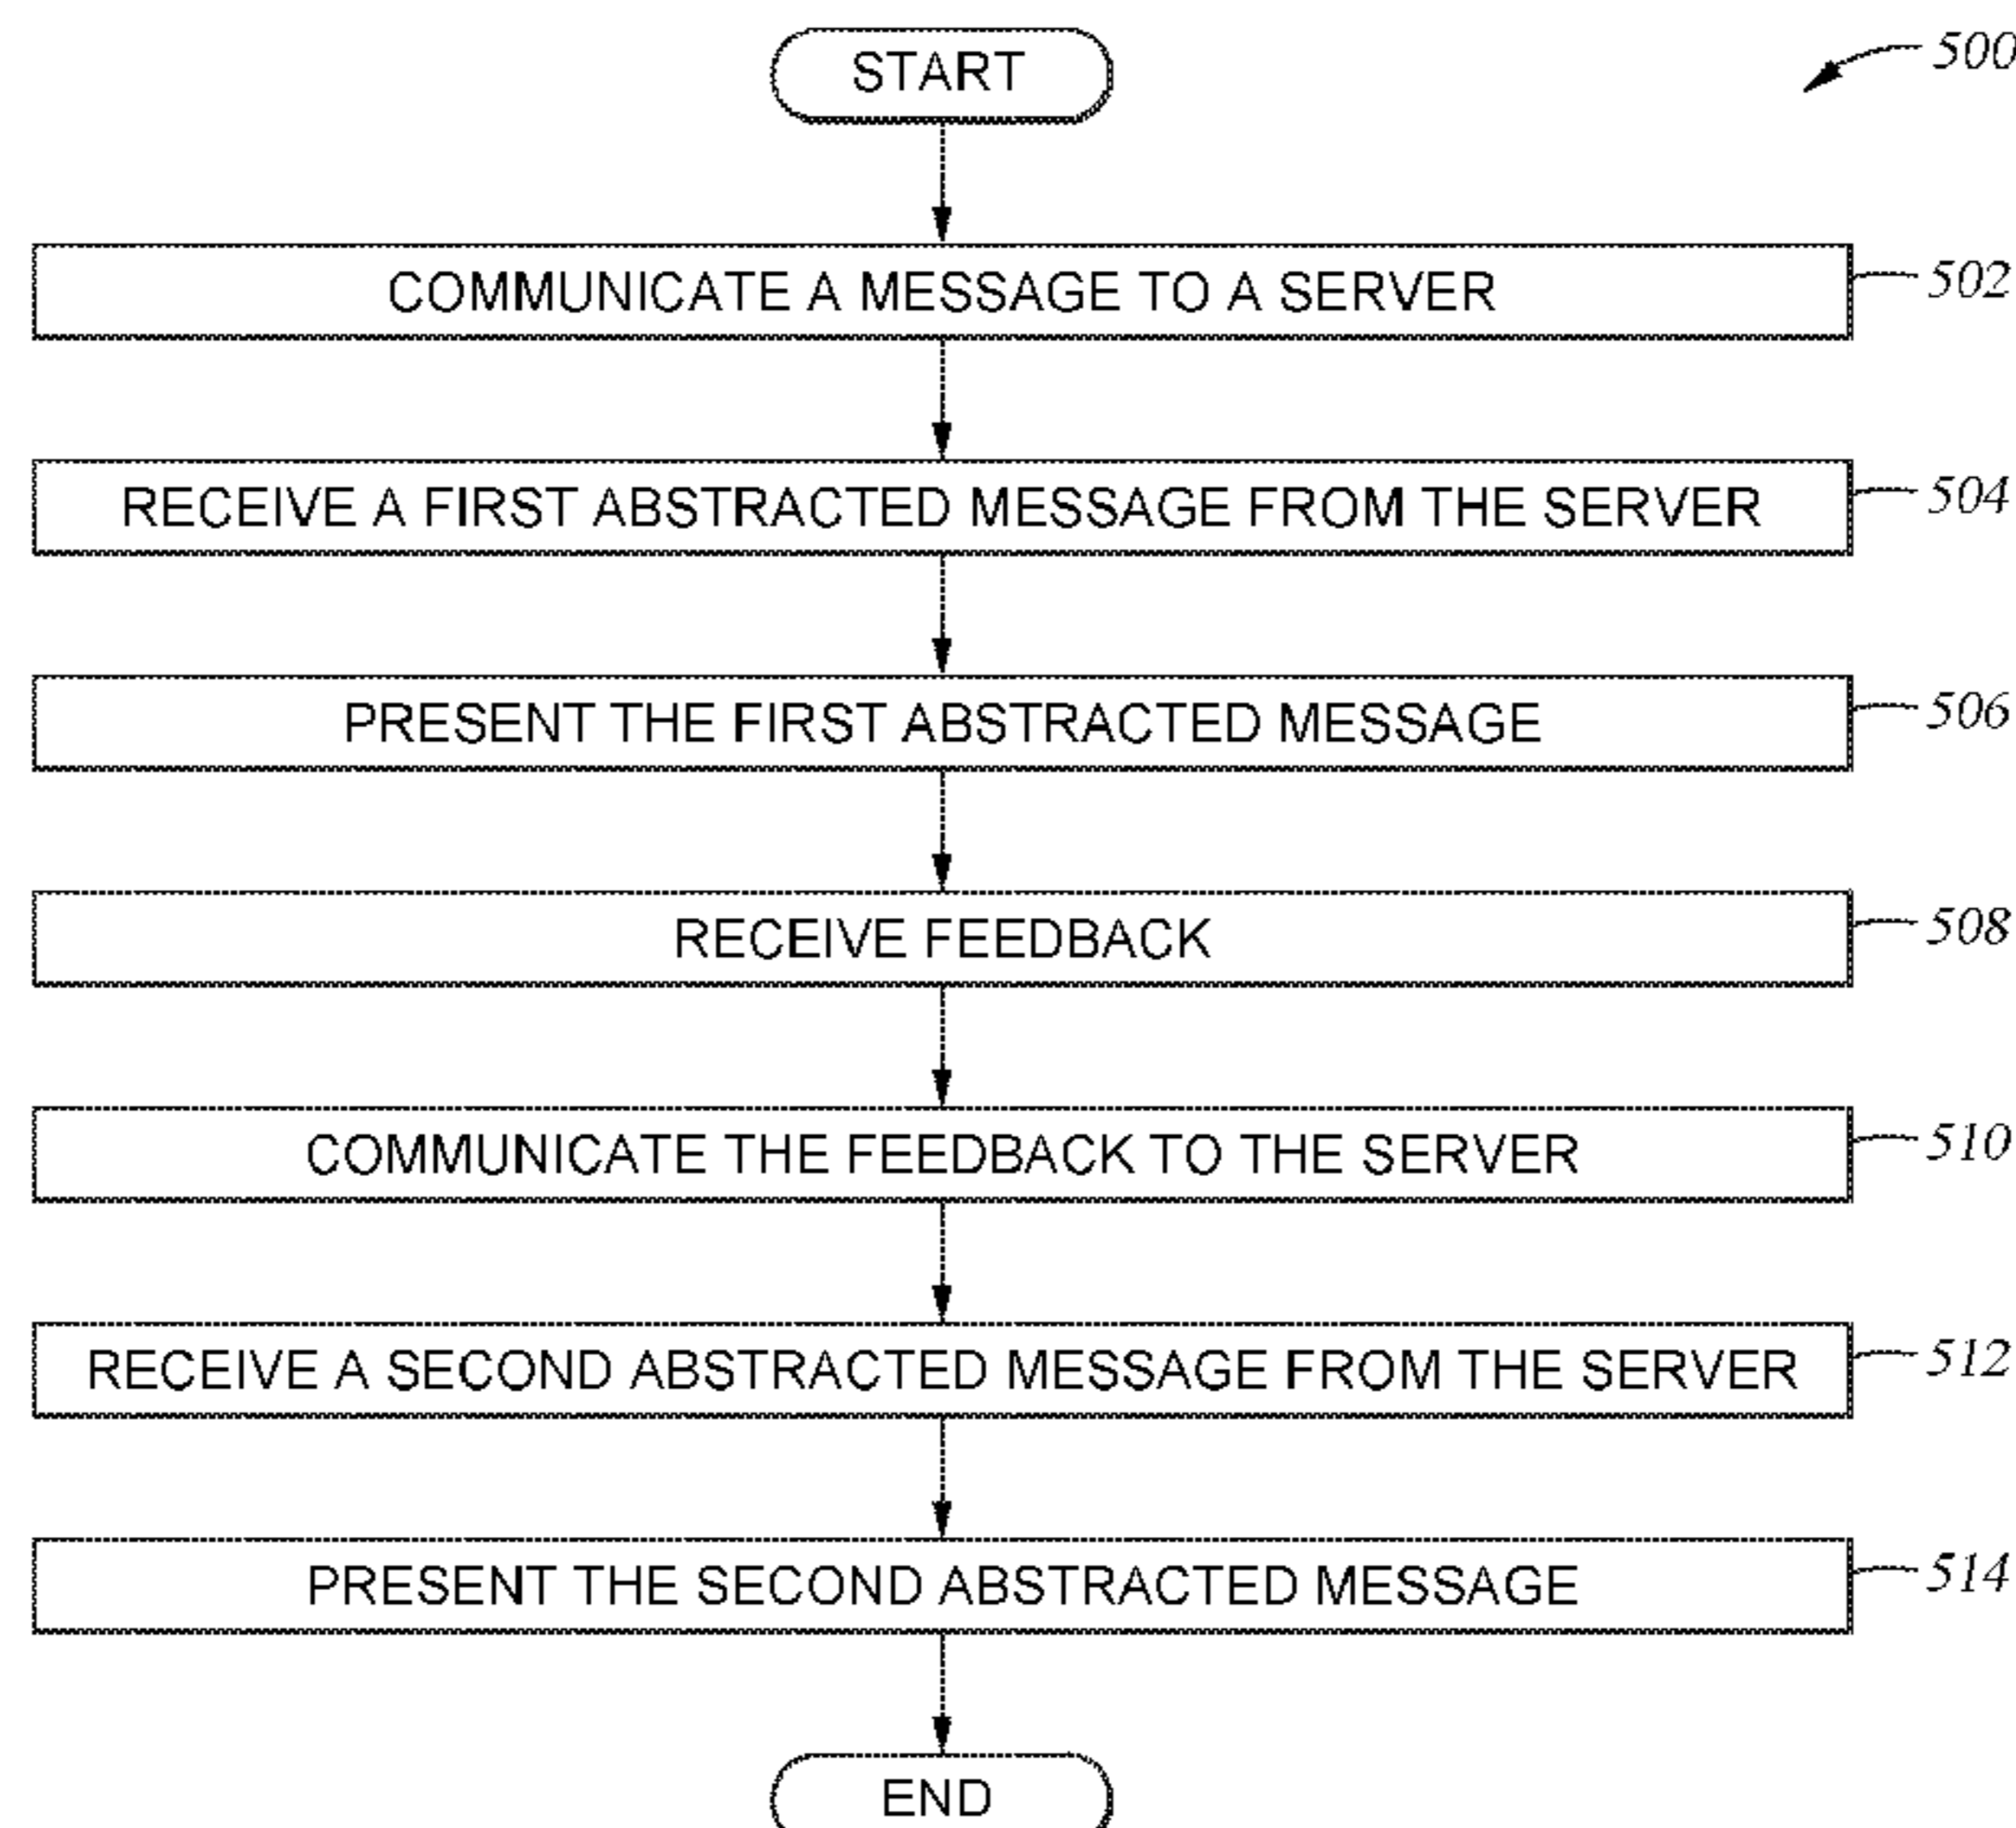 START
500
COMMUNICATE A MESSAGE TO A SERVER
502
RECEIVE A FIRST ABSTRACTED MESSAGE FROM THE SERVER
504
PRESENT THE FIRST ABSTRACTED MESSAGE
506
RECEIVE FEEDBACK
508
COMMUNICATE THE FEEDBACK TO THE SERVER
510
RECEIVE A SECOND ABSTRACTED MESSAGE FROM THE SERVER
512
PRESENT THE SECOND ABSTRACTED MESSAGE
514
END